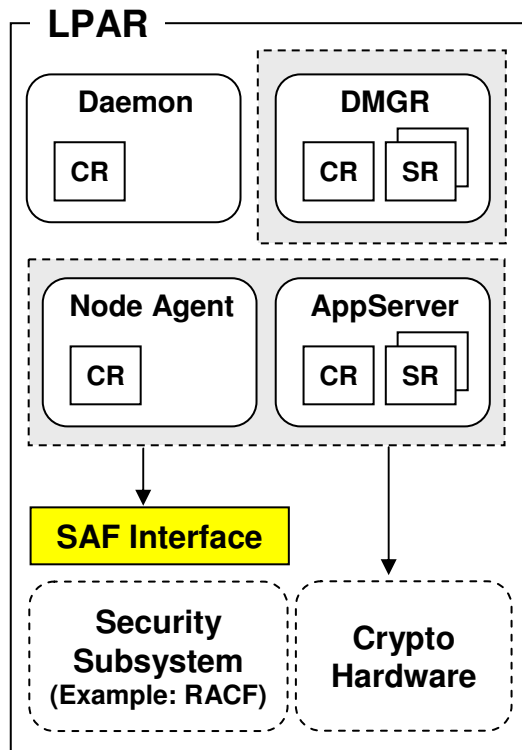 LPAR
Daemon
CR
DMGR
CR
SR
Node Agent
CR
AppServer
CR
SR
SAF Interface
Security
Subsystem
(Example: RACF)
Crypto
Hardware